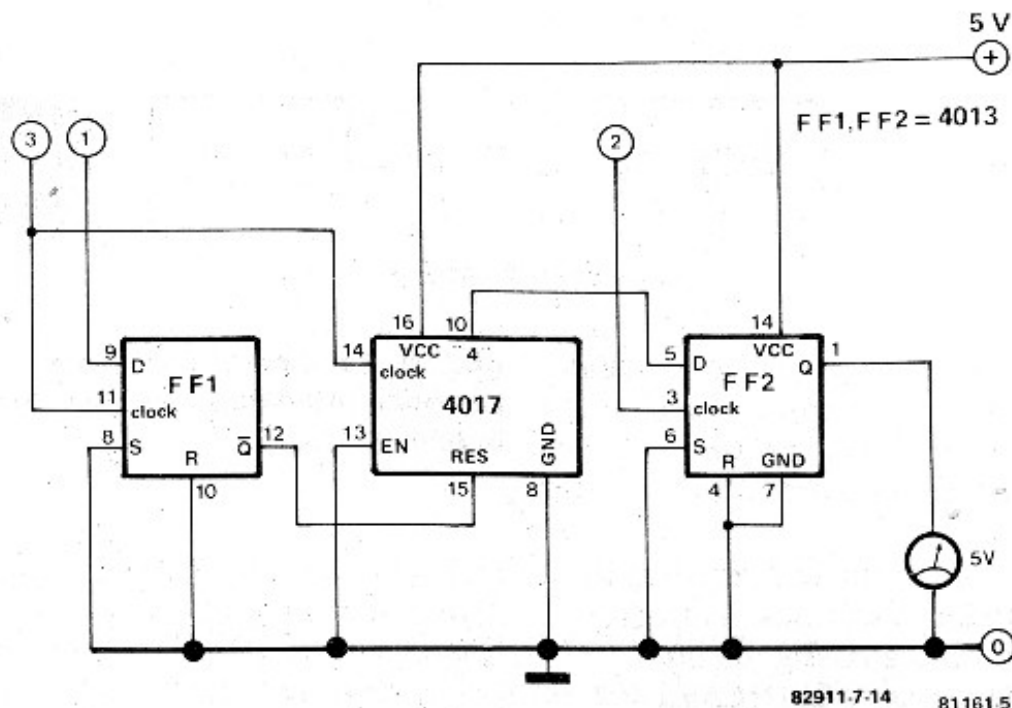 5 V
+
FF1, FF2 = 4013
3
1
2
16
10
14
9
D
FF1
11
clock
8
S
R
10
Q̅
12
14
VCC
4
clock
4017
13
EN
RES
15
GND
8
5
D
VCC
Q
1
FF2
3
clock
6
S
R
GND
4
7
5V
0
82911-7-14
81161-5